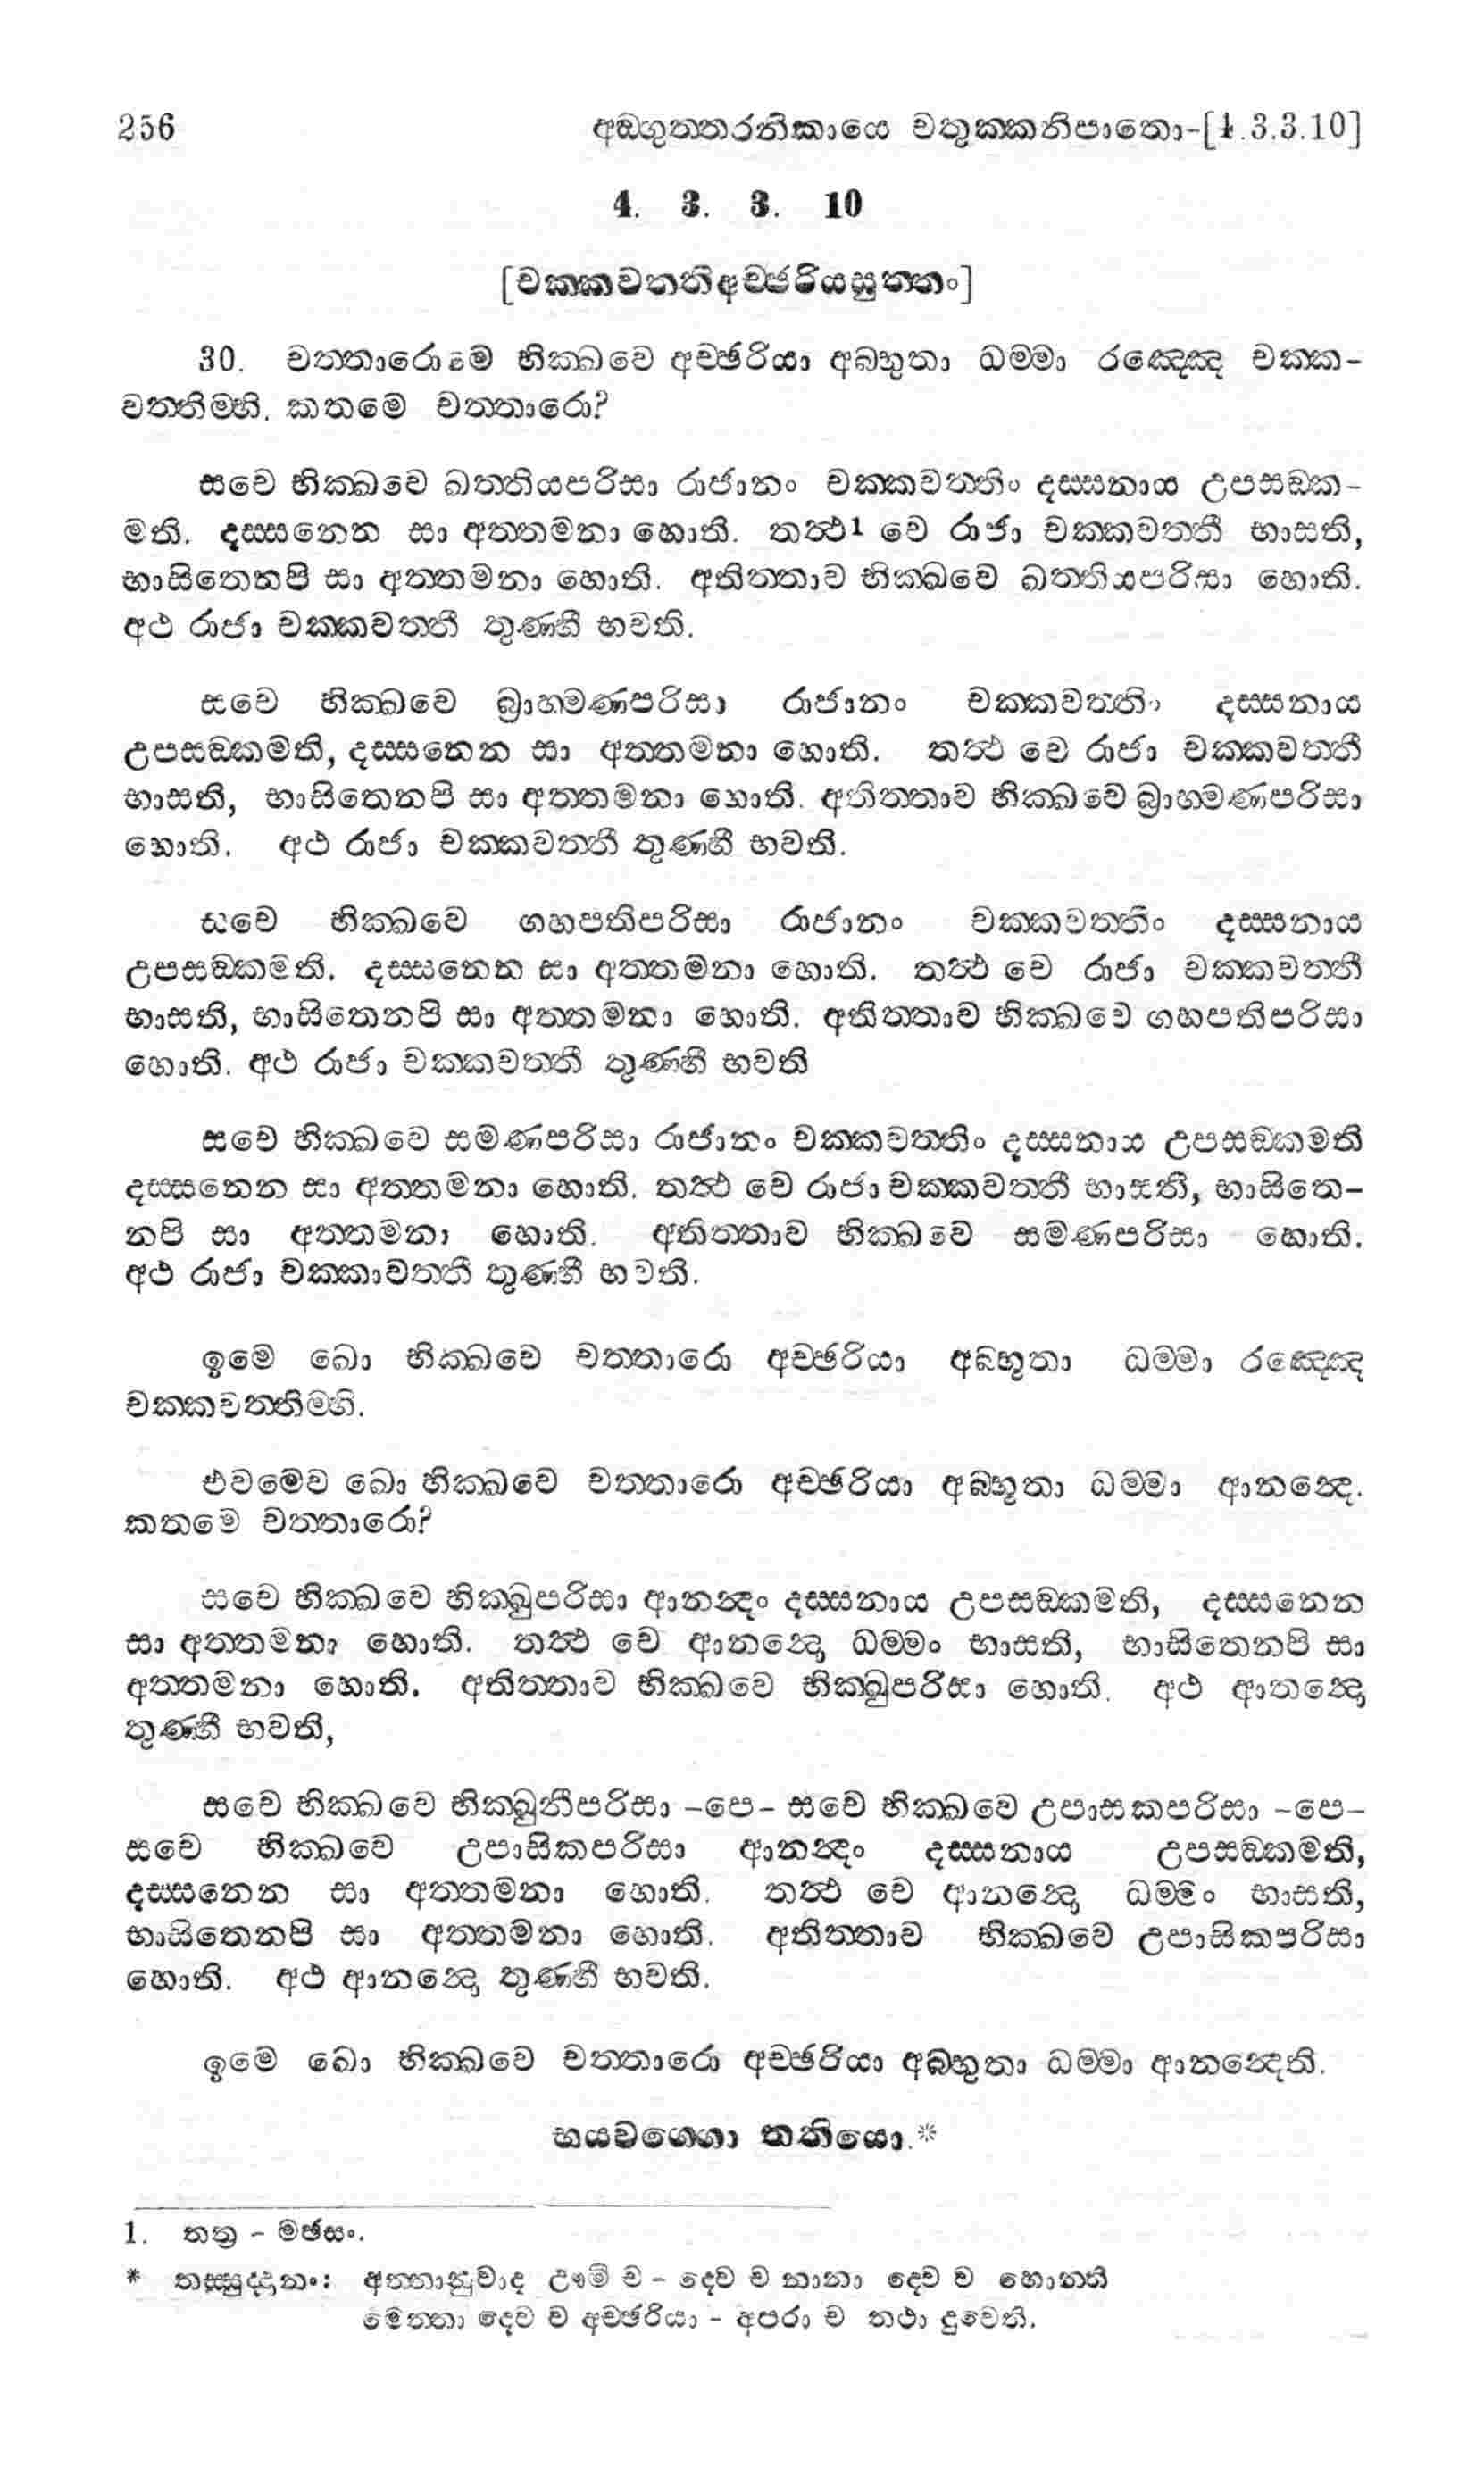 256 අඞ්ගුත්තරනිකායෙ චතුක්කනිපාතො-[4.3.3.10]
4. 3. 3. 10
[චක්කවත්තිඅච්ඡරියසුත්තං]
30. චත්තාරොමෙ භික්ඛවෙ අච්ඡරියා අබ්භුතා ධම්මා රඤ්ඤෙ චක්ක-
වත්තිම්හි. කතමෙ චත්තාරො?
සචෙ භික්ඛවෙ ඛත්තියපරිසා රාජානං චක්කවත්තිං දස්සනාය උපසඞ්ක-
මති. දස්සනෙන සා අත්තමනා හොති. තත්‍ථ1 චෙ රාජා චක්කවත්තී භාසති,
භාසිතෙනපි සා අත්තමනා හොති. අතිත්තාව භික්ඛවෙ ඛත්තියපරිසා හොති.
අථ රාජා චක්කවත්තී තුණ්හී භවති.
සචෙ භික්ඛවෙ බ්‍රාහ්මණපරිසා රාජානං චක්කවත්තිං දස්සනාය
උපසඞ්කමති, දස්සනෙන සා අත්තමනා හොති. තත්‍ථ චෙ රාජා චක්කවත්තී
භාසති, භාසිතෙනපි සා අත්තමනා හොති. අතිත්තාව භික්ඛවෙ බ්‍රාහ්මණපරිසා
හොති. අථ රාජා චක්කවත්තී තුණ්හී භවති.
සචෙ භික්ඛවෙ ගහපතිපරිසා රාජානං චක්කවත්තිං දස්සනාය
උපසඞ්කමති. දස්සනෙන සා අත්තමනා හොති. තත්‍ථ චෙ රාජා චක්කවත්තී
භාසති, භාසිතෙනපි සා අත්තමනා හොති. අතිත්තාව භික්ඛවෙ ගහපතිපරිසා
හොති. අථ රාජා චක්කවත්තී තුණ්හී භවති
සචෙ භික්ඛවෙ සමණපරිසා රාජානං චක්කවත්තිං දස්සනාය උපසඞ්කමති
දස්සනෙන සා අත්තමනා හොති. තත්‍ථ චෙ රාජා චක්කවත්තී භාසති, භාසිතෙ-
නපි සා අත්තමනා හොති. අතිත්තාව භික්ඛවෙ සමණපරිසා හොති.
අථ රාජා චක්කාවත්තී තුණ්හී භවති.
ඉමෙ ඛො භික්ඛවෙ චත්තාරො අච්ඡරියා අබ්භූතා ධම්මා රඤ්ඤෙ
චක්කවත්තිම්හි.
එවමෙව ඛො භික්ඛවෙ චත්තාරො අච්ඡරියා අබ්භූතා ධම්මා ආනන්‍දෙ.
කතමෙ චත්තාරො?
සචෙ භික්ඛවෙ භික්ඛුපරිසා ආනන්‍දං දස්සනාය උපසඞ්කමති, දස්සනෙන
සා අත්තමනා හොති. තත්‍ථ චෙ ආනන්‍දො ධම්මං භාසති, භාසිතෙනපි සා
අත්තමනා හොති. අතිත්තාව භික්ඛවෙ භික්ඛුපරිසා හොති. අථ ආනන්‍දො
තුණ්හී භවති,
සචෙ භික්ඛවෙ භික්ඛුනීපරිසා -පෙ- සචෙ භික්ඛවෙ උපාසකපරිසා -පෙ-
සචෙ භික්ඛවෙ උපාසිකපරිසා ආනන්‍දං දස්සනාය උපසඞ්කමති,
දස්සනෙන සා අත්තමනා හොති. තත්‍ථ චෙ ආනන්‍දො ධම්මං භාසති,
භාසිතෙනපි සා අත්තමනා හොති. අතිත්තාව භික්ඛවෙ උපාසිකපරිසා
හොති. අථ ආනන්‍දො තුණ්හී භවති.
ඉමෙ ඛො භික්ඛවෙ චත්තාරො අච්ඡරියා අබ්භුතා ධම්මා ආනන්‍දෙති.
භයවග්ගො තතියො.*
1. තත්‍ර - මඡසං.
* තස්සුද්දානං: අත්තානුවාද ඌමි ච - ද්වෙ ච නානා ද්වෙ ච හොන්ති
මෙත්තා ද්වෙ ච අච්ඡරියා - අපරා ච තථා දුවෙති.